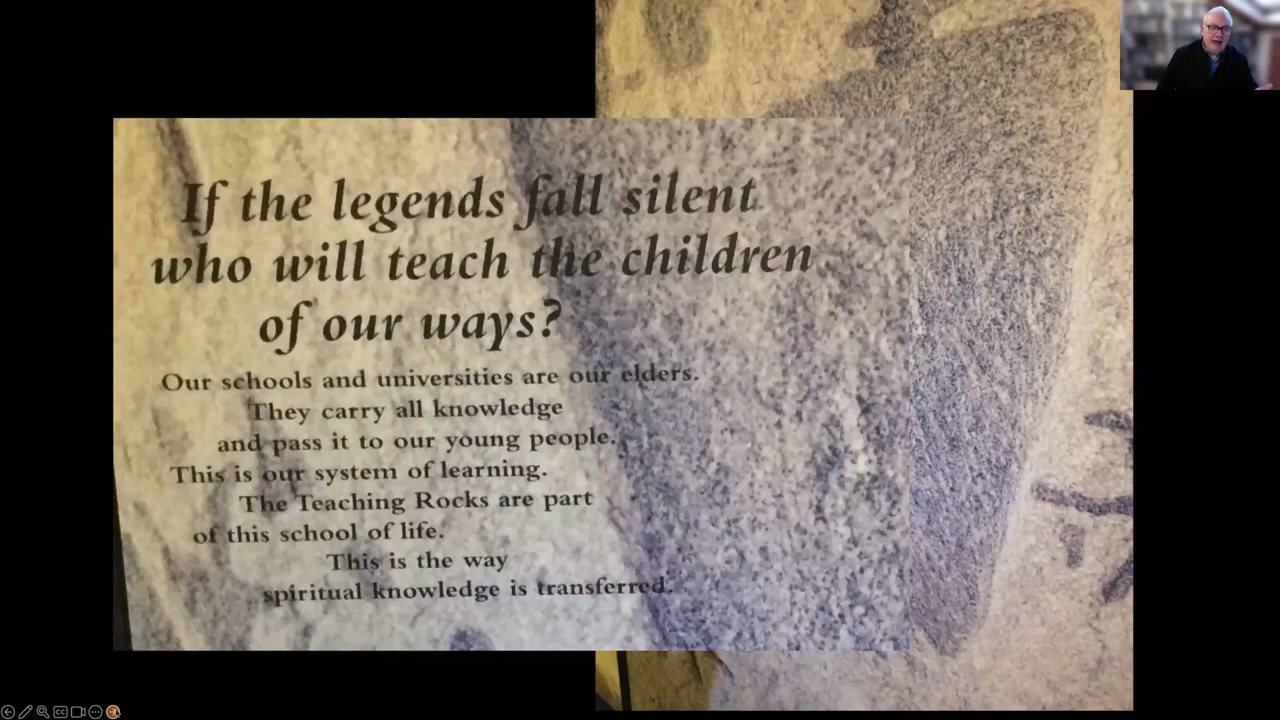 If the legends fall silent
who will teach the children
of our ways?
Our schools and universities are our elders.
They carry all knowledge
and pass it to our young people.
This is our system of learning.
The Teaching Rocks are part
of this school of life.
This is the way
spiritual knowledge is transferred.